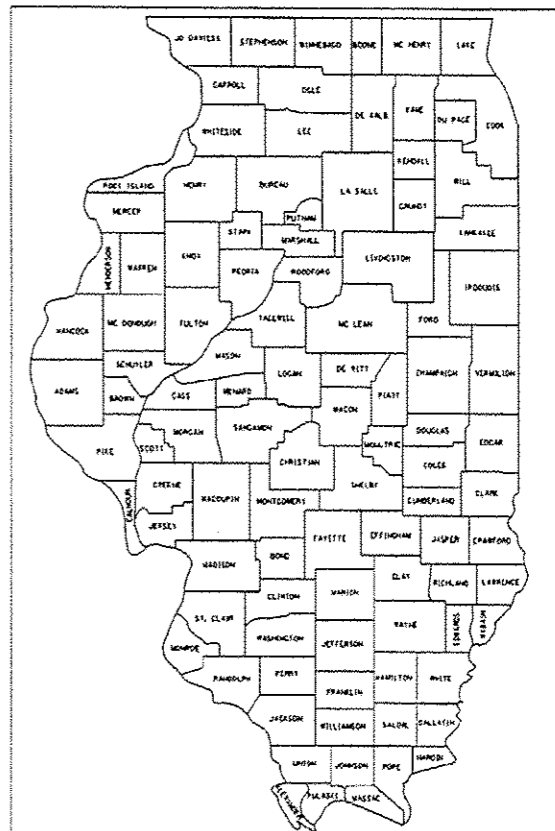 JO DAVIESS STEPHENSON WINNEBAGO BOONE MC HENRY LAKE
CARROLL OGLE
DE KALB KANE DU PAGE COOK
WHITESIDE LEE
KENDALL
ROCK ISLAND HENRY BUREAU LA SALLE WILL
MERCER GRUNDY
PUTNAM
STARK MARSHALL KANKAKEE
HENDERSON WARREN KNOX PEORIA WOODFORD LIVINGSTON
IROQUOIS
HANCOCK MC DONOUGH FULTON TAZEWELL MC LEAN FORD
MASON
SCHUYLER LOGAN DE WITT CHAMPAIGN VERMILION
ADAMS BROWN CASS MENARD PIATT
MACON
MORGAN SANGAMON DOUGLAS
PIKE SCOTT CHRISTIAN MOULTRIE EDGAR
COLES
GREENE MACOUPIN MONTGOMERY SHELBY CLARK
CALHOUN CUMBERLAND
JERSEY FAYETTE EFFINGHAM JASPER CRAWFORD
MADISON BOND
CLAY RICHLAND LAWRENCE
CLINTON MARION
ST. CLAIR WAYNE EDWARDS WABASH
WASHINGTON JEFFERSON
MONROE
RANDOLPH PERRY HAMILTON WHITE
FRANKLIN
JACKSON WILLIAMSON SALINE GALLATIN
UNION JOHNSON POPE HARDIN
ALEXANDER PULASKI MASSAC